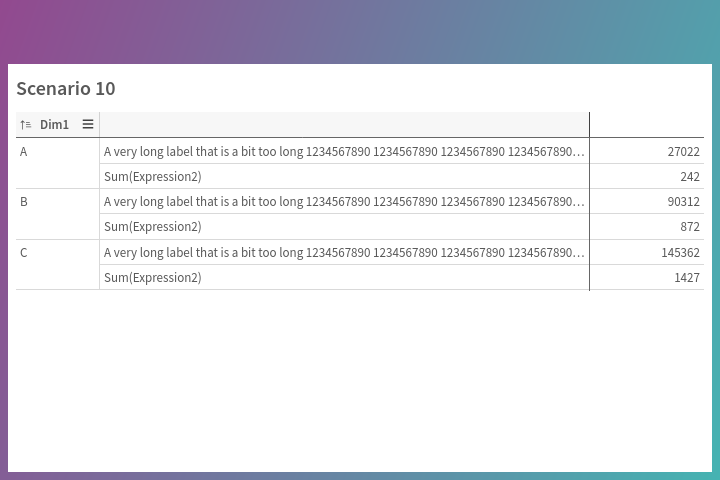 Scenario 10
Dim1
A A very long label that is a bit too long 1234567890 1234567890 1234567890 1234567890… 27022
Sum(Expression2) 242
B A very long label that is a bit too long 1234567890 1234567890 1234567890 1234567890… 90312
Sum(Expression2) 872
C A very long label that is a bit too long 1234567890 1234567890 1234567890 1234567890… 145362
Sum(Expression2) 1427